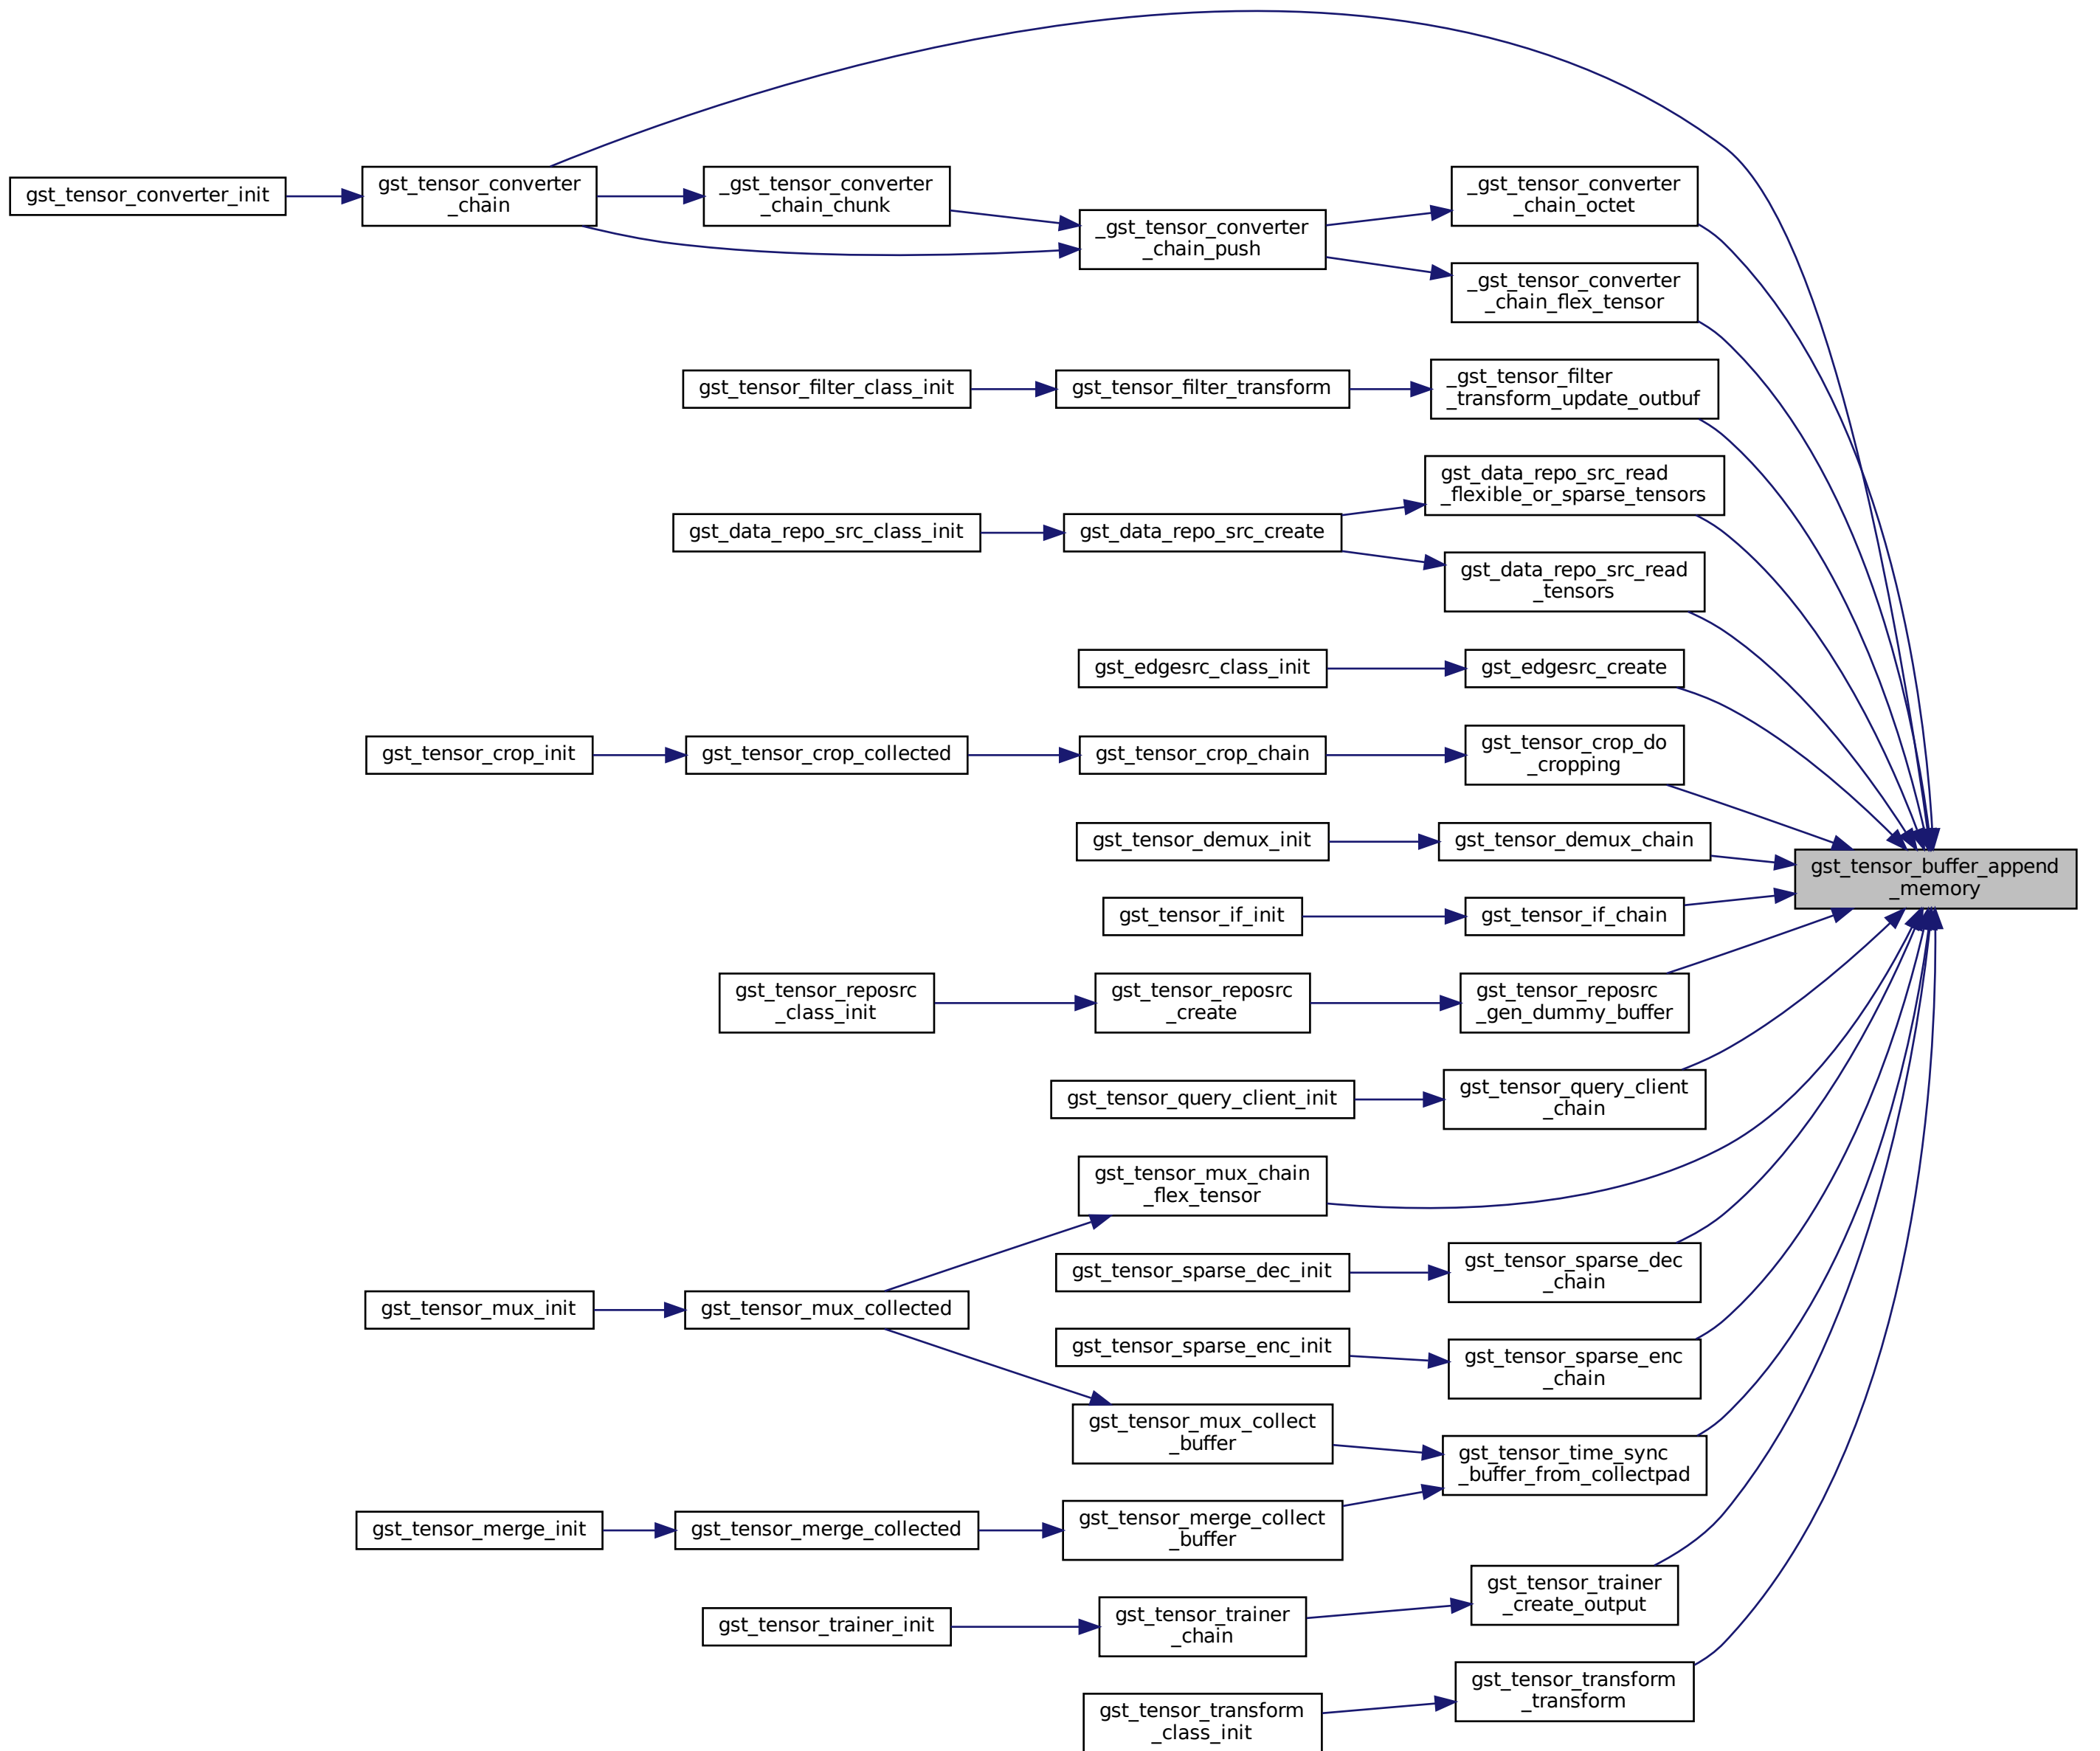 gst_tensor_converter_init
gst_tensor_converter
_chain
_gst_tensor_converter
_chain_chunk
_gst_tensor_converter
_chain_push
_gst_tensor_converter
_chain_octet
_gst_tensor_converter
_chain_flex_tensor
gst_tensor_filter_class_init
gst_tensor_filter_transform
_gst_tensor_filter
_transform_update_outbuf
gst_data_repo_src_read
_flexible_or_sparse_tensors
gst_data_repo_src_class_init
gst_data_repo_src_create
gst_data_repo_src_read
_tensors
gst_edgesrc_class_init
gst_edgesrc_create
gst_tensor_crop_init
gst_tensor_crop_collected
gst_tensor_crop_chain
gst_tensor_crop_do
_cropping
gst_tensor_demux_init
gst_tensor_demux_chain
gst_tensor_buffer_append
_memory
gst_tensor_if_init
gst_tensor_if_chain
gst_tensor_reposrc
_class_init
gst_tensor_reposrc
_create
gst_tensor_reposrc
_gen_dummy_buffer
gst_tensor_query_client_init
gst_tensor_query_client
_chain
gst_tensor_mux_chain
_flex_tensor
gst_tensor_sparse_dec_init
gst_tensor_sparse_dec
_chain
gst_tensor_mux_init
gst_tensor_mux_collected
gst_tensor_sparse_enc_init
gst_tensor_sparse_enc
_chain
gst_tensor_mux_collect
_buffer
gst_tensor_time_sync
_buffer_from_collectpad
gst_tensor_merge_init
gst_tensor_merge_collected
gst_tensor_merge_collect
_buffer
gst_tensor_trainer_init
gst_tensor_trainer
_chain
gst_tensor_trainer
_create_output
gst_tensor_transform
_class_init
gst_tensor_transform
_transform